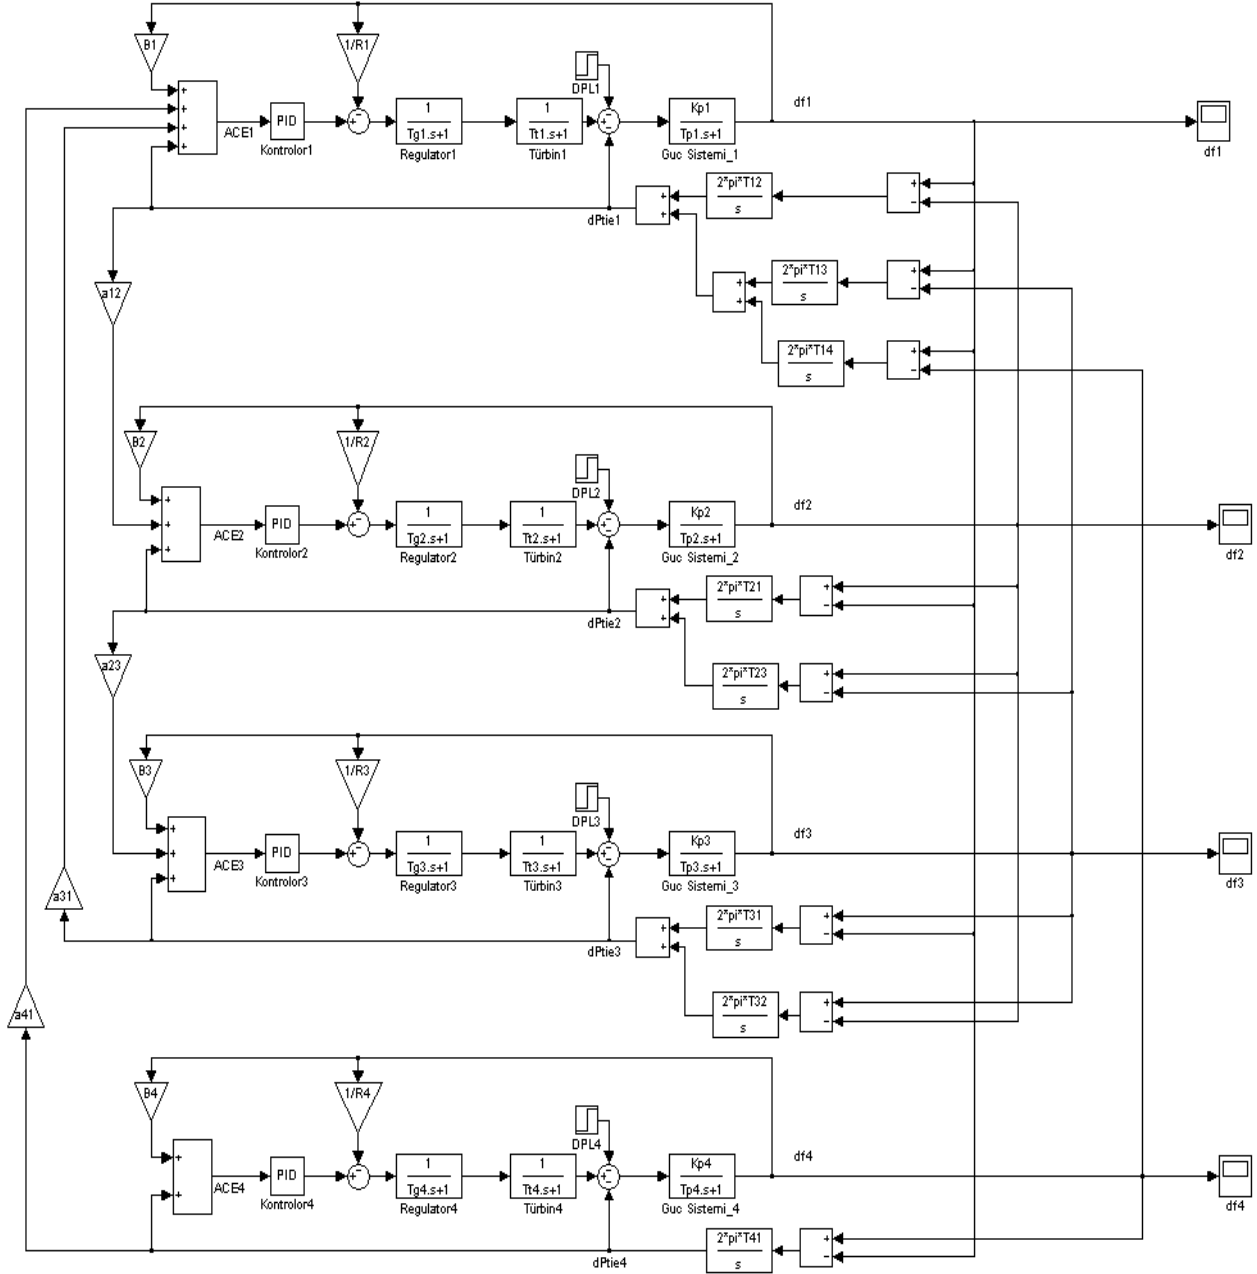 B1
1/R1
+
+
+
+
ACE1
PID
Kontrolor1
+
-
1
Tg1.s+1
Regulator1
1
Tt1.s+1
Türbin1
DPL1
+
-
-
Kp1
Tp1.s+1
Guc Sistemi_1
df1
df1
dPtie1
+
+
2*pi*T12
s
+
-
+
+
2*pi*T13
s
+
-
2*pi*T14
s
+
-
a12
B2
1/R2
+
+
+
ACE2
PID
Kontrolor2
+
-
1
Tg2.s+1
Regulator2
1
Tt2.s+1
Türbin2
DPL2
+
-
-
Kp2
Tp2.s+1
Guc Sistemi_2
df2
df2
dPtie2
+
+
2*pi*T21
s
+
-
2*pi*T23
s
+
-
a23
B3
1/R3
+
+
+
ACE3
PID
Kontrolor3
+
-
1
Tg3.s+1
Regulator3
1
Tt3.s+1
Türbin3
DPL3
+
-
-
Kp3
Tp3.s+1
Guc Sistemi_3
df3
df3
a31
dPtie3
+
+
2*pi*T31
s
+
-
2*pi*T32
s
+
-
a41
B4
1/R4
+
+
ACE4
PID
Kontrolor4
+
-
1
Tg4.s+1
Regulator4
1
Tt4.s+1
Türbin4
DPL4
+
-
-
Kp4
Tp4.s+1
Guc Sistemi_4
df4
df4
dPtie4
2*pi*T41
s
+
-